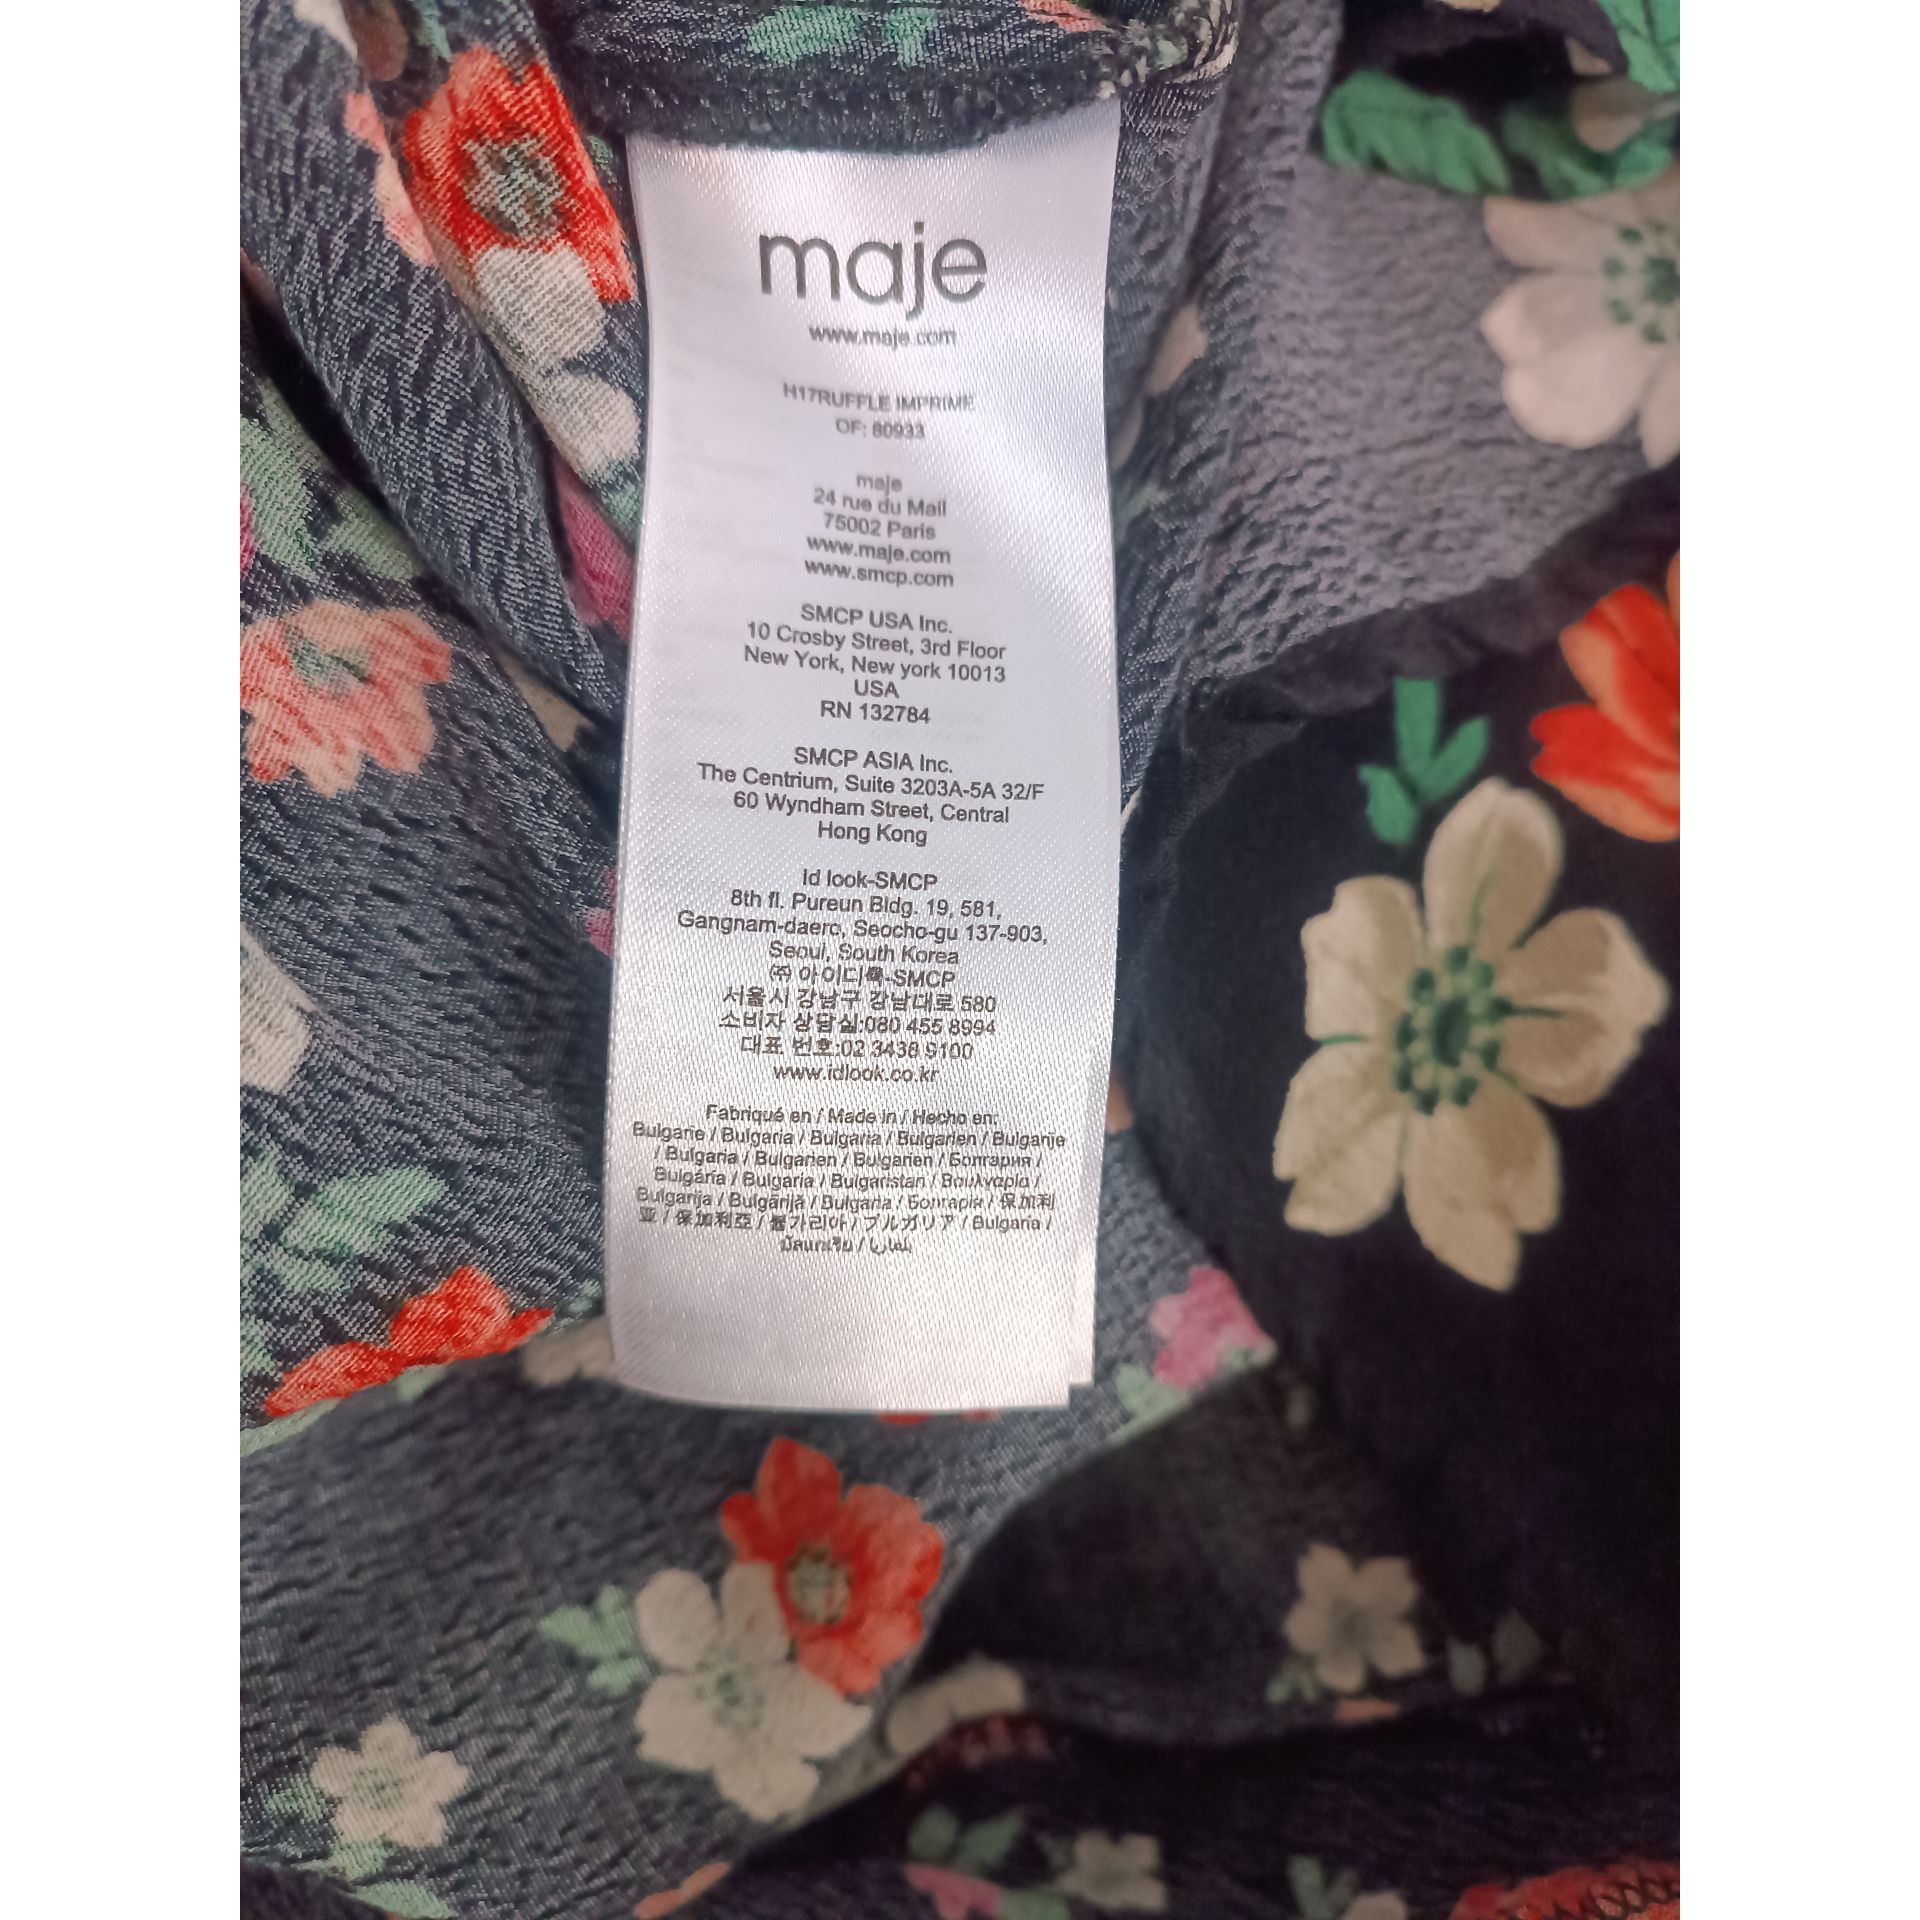 maje
www.maje.com
H17RUFFLE IMPRIME
OF: 80933
maje
24 rue du Mail
75002 Paris
www.maje.com
www.smcp.com
SMCP USA Inc.
10 Crosby Street, 3rd Floor
New York, New york 10013
USA
RN 132784
SMCP ASIA Inc.
The Centrium, Suite 3203A-5A 32/F
60 Wyndham Street, Central
Hong Kong
id look-SMCP
8th fl. Pureun Bldg. 19, 581,
Gangnam-daero, Seocho-gu 137-903,
Seoul, South Korea
㈜ 아이디룩-SMCP
서울시 강남구 강남대로 580
소비자 상담실:080 455 8994
대표 번호:02 3438 9100
www.idlook.co.kr
Fabriqué en / Made in / Hecho en:
Bulgarie / Bulgaria / Bulgaria / Bulgarien / Bulgarije
/ Bulgaria / Bulgarien / Bulgarien / Болгария /
Bulgária / Bulgaria / Bulgaristan / Βουλγαρία /
Bulgarija / Bulgārijā / Bulgaria / Болгарія / 保加利
亚 / 保加利亞 / 불가리아 / ブルガリア / Bulgaria /
/ بلغاريا